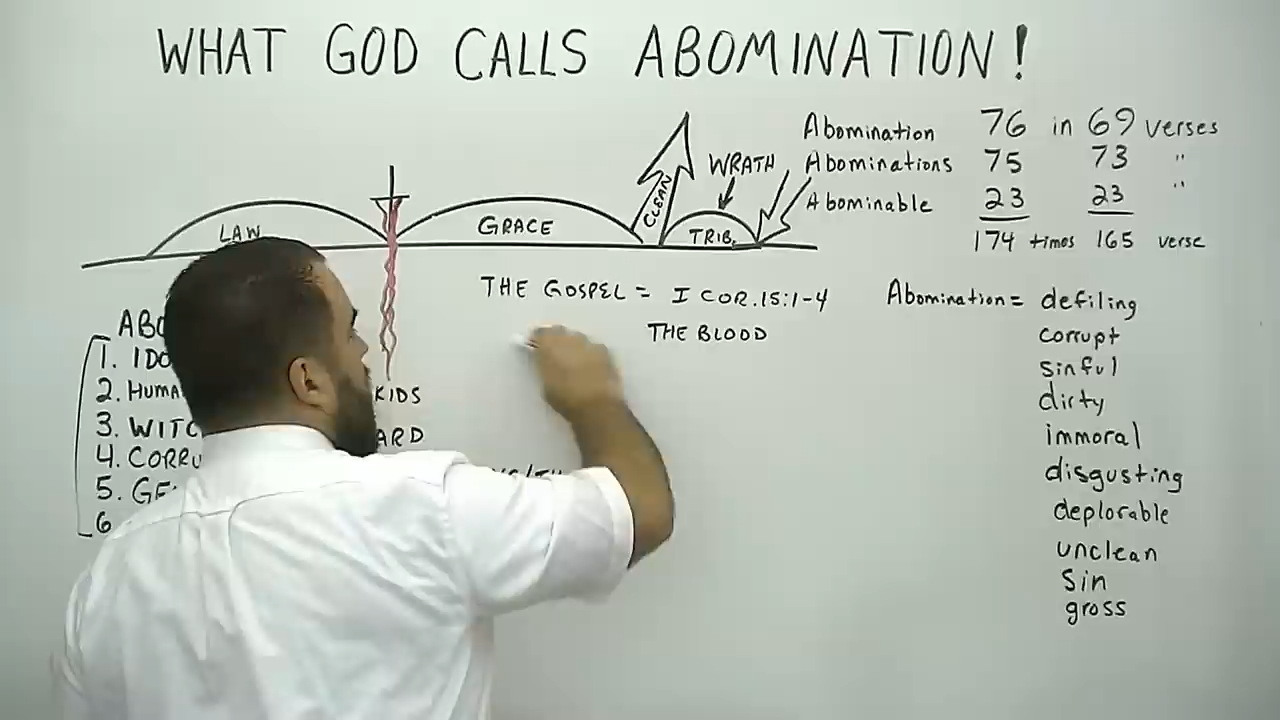 WHAT GOD CALLS ABOMINATION!
Abomination 76 in 69 verses
Abominations 75 73 "
Abominable 23 23 "
174 times 165 verse
WRATH
CLEAN
LAW
GRACE
TRIB.
THE GOSPEL = I COR. 15:1-4
THE BLOOD
1.
2.
KIDS
3.
ARD
4.
5.
6
Abomination = defiling
corrupt
sinful
dirty
immoral
disgusting
deplorable
unclean
Sin
gross